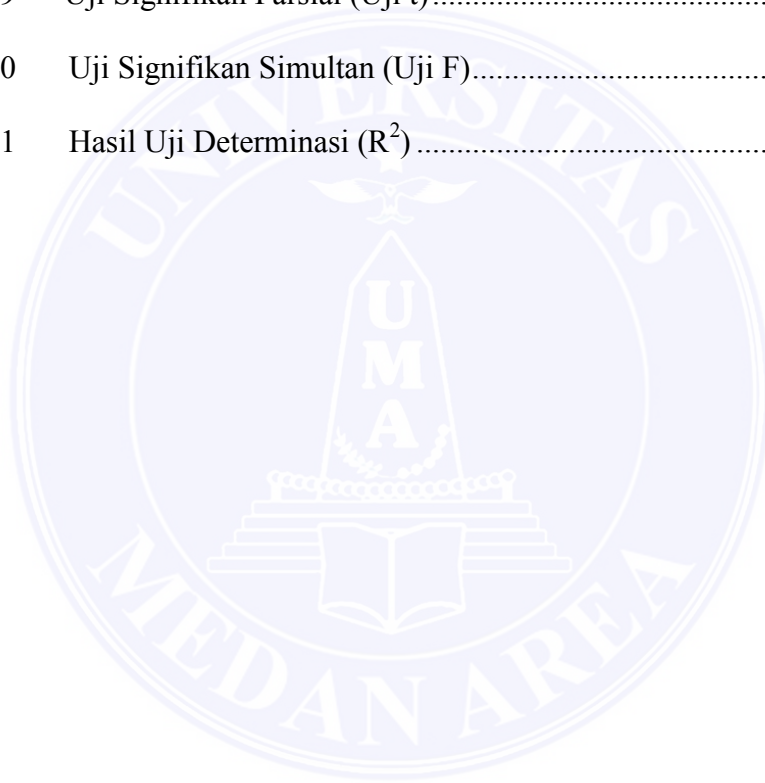 Uji Signifikan Parsial (Uji t)................................................
0 Uji Signifikan Simultan (Uji F)..........................................
1 Hasil Uji Determinasi (R²) ..................................................
UNIVERSITAS
U
M
A
MEDAN AREA